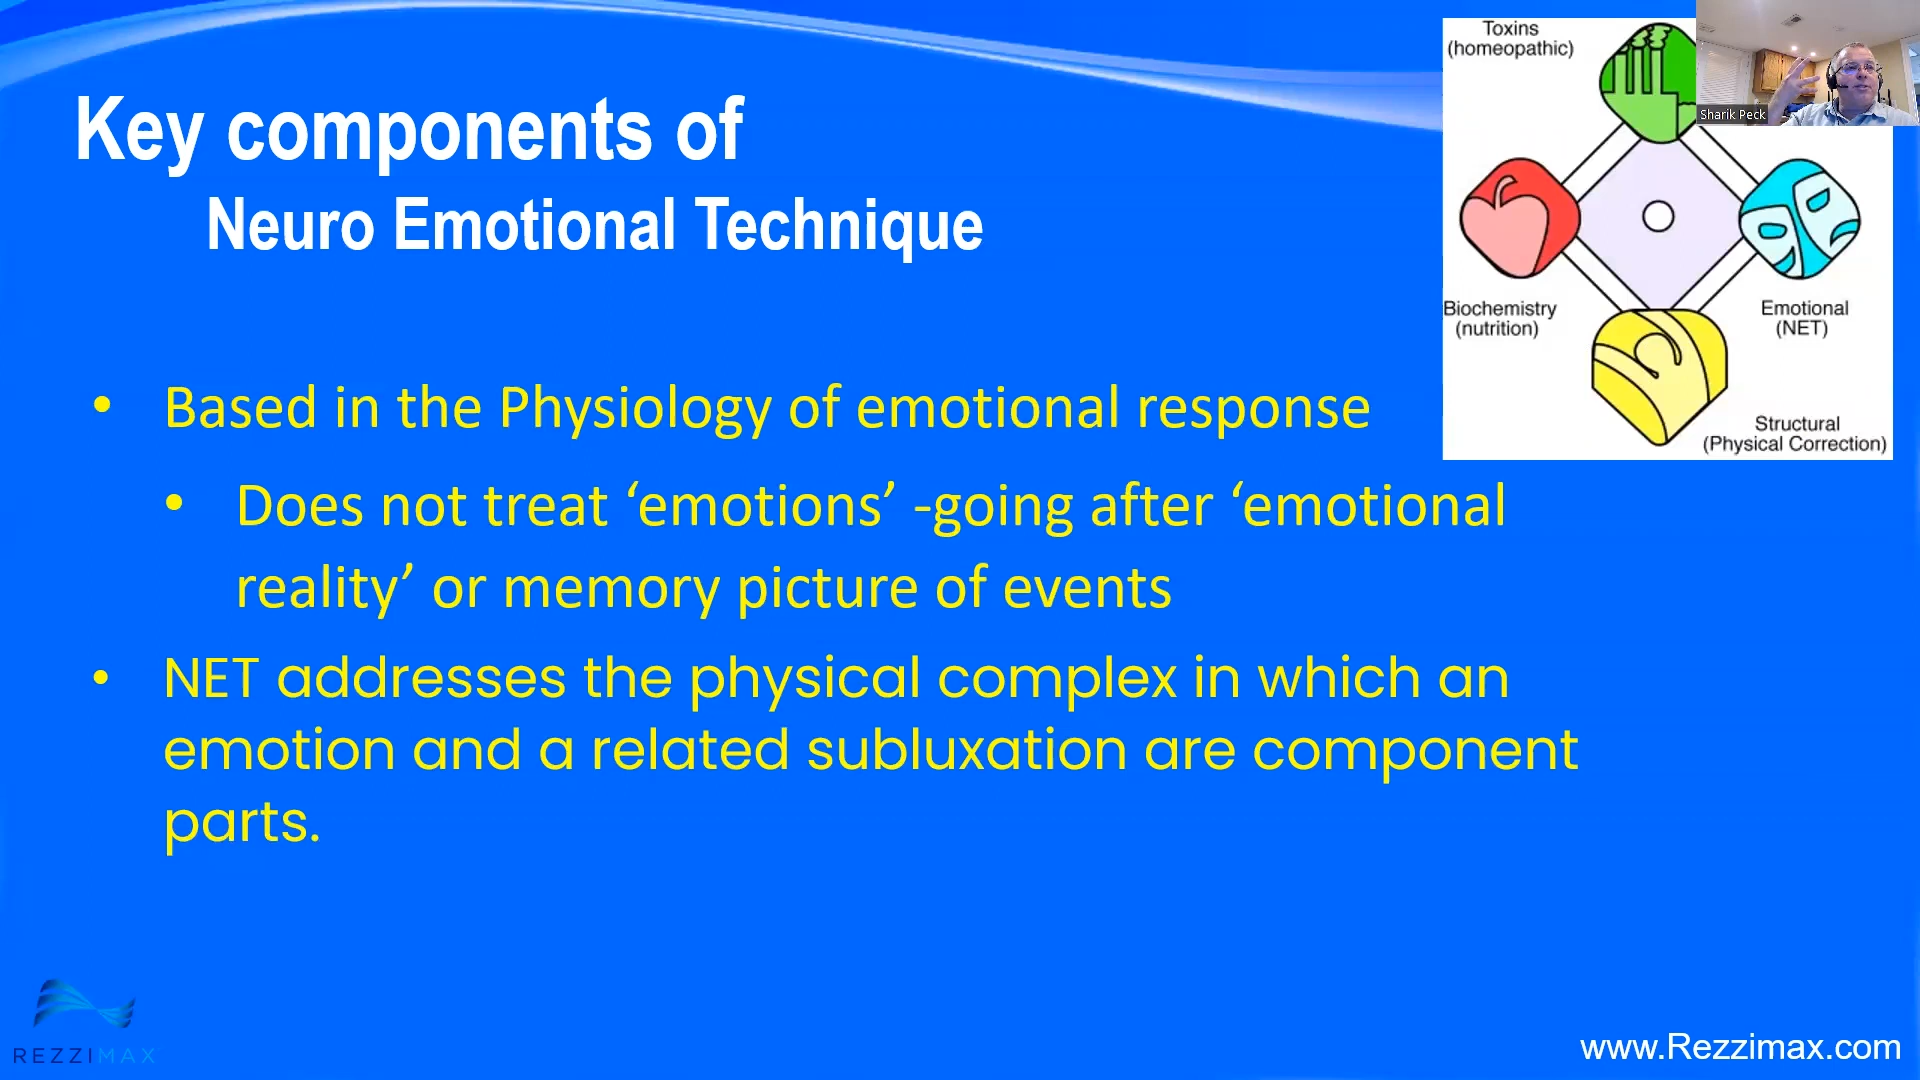 Key components of
Neuro Emotional Technique
Toxins
(homeopathic)
Sharik Peck
Biochemistry
(nutrition)
Emotional
(NET)
Structural
(Physical Correction)
• Based in the Physiology of emotional response
• Does not treat ‘emotions’ -going after ‘emotional
reality’ or memory picture of events
• NET addresses the physical complex in which an
emotion and a related subluxation are component
parts.
REZZIMAX
www.Rezzimax.com